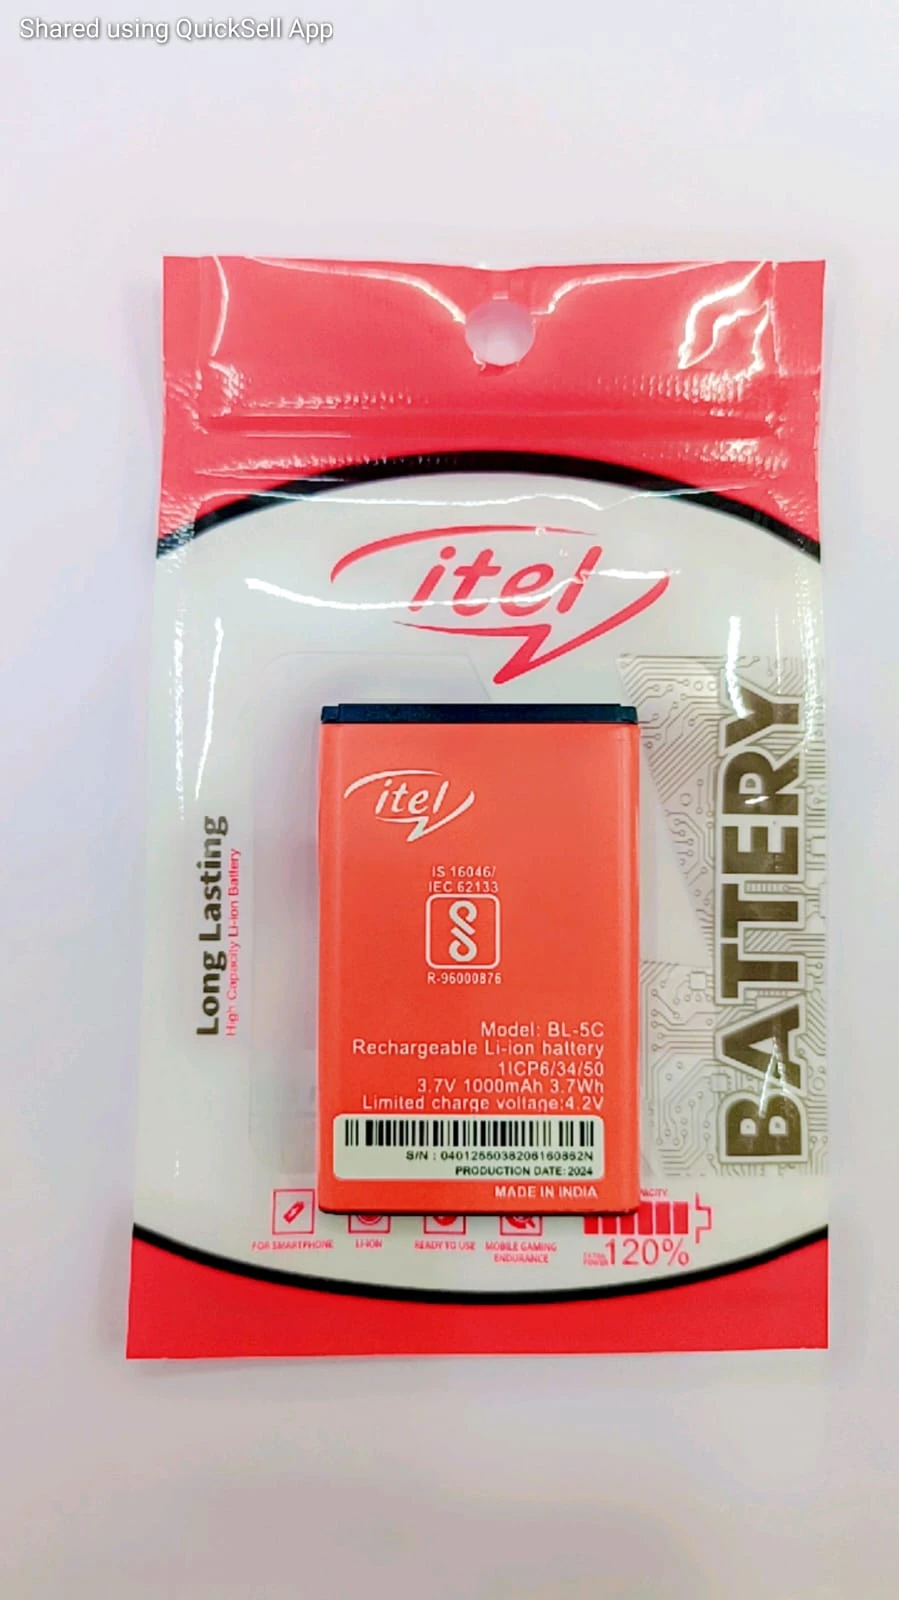 Shared using QuickSell App
itel
BATTERY
Long Lasting
High Capacity Li-ion Battery
itel
IS 16046/
IEC 62133
R-96000876
Model: BL-5C
Rechargeable Li-ion battery
1ICP6/34/50
3.7V 1000mAh 3.7Wh
Limited charge voltage:4.2V
PRODUCTION DATE: 2024
MADE IN INDIA
FOR SMARTPHONE
LI-ION
READY TO USE
MOBILE GAMING
ENDURANCE
EXTRA
POWER
120%